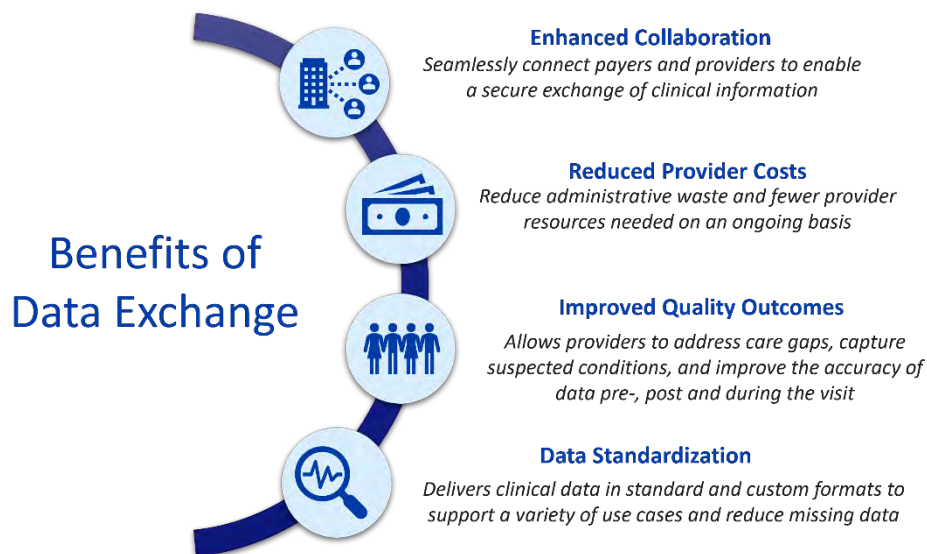 Benefits of
Data Exchange
Enhanced Collaboration
Seamlessly connect payers and providers to enable
a secure exchange of clinical information
Reduced Provider Costs
Reduce administrative waste and fewer provider
resources needed on an ongoing basis
Improved Quality Outcomes
Allows providers to address care gaps, capture
suspected conditions, and improve the accuracy of
data pre-, post and during the visit
Data Standardization
Delivers clinical data in standard and custom formats to
support a variety of use cases and reduce missing data